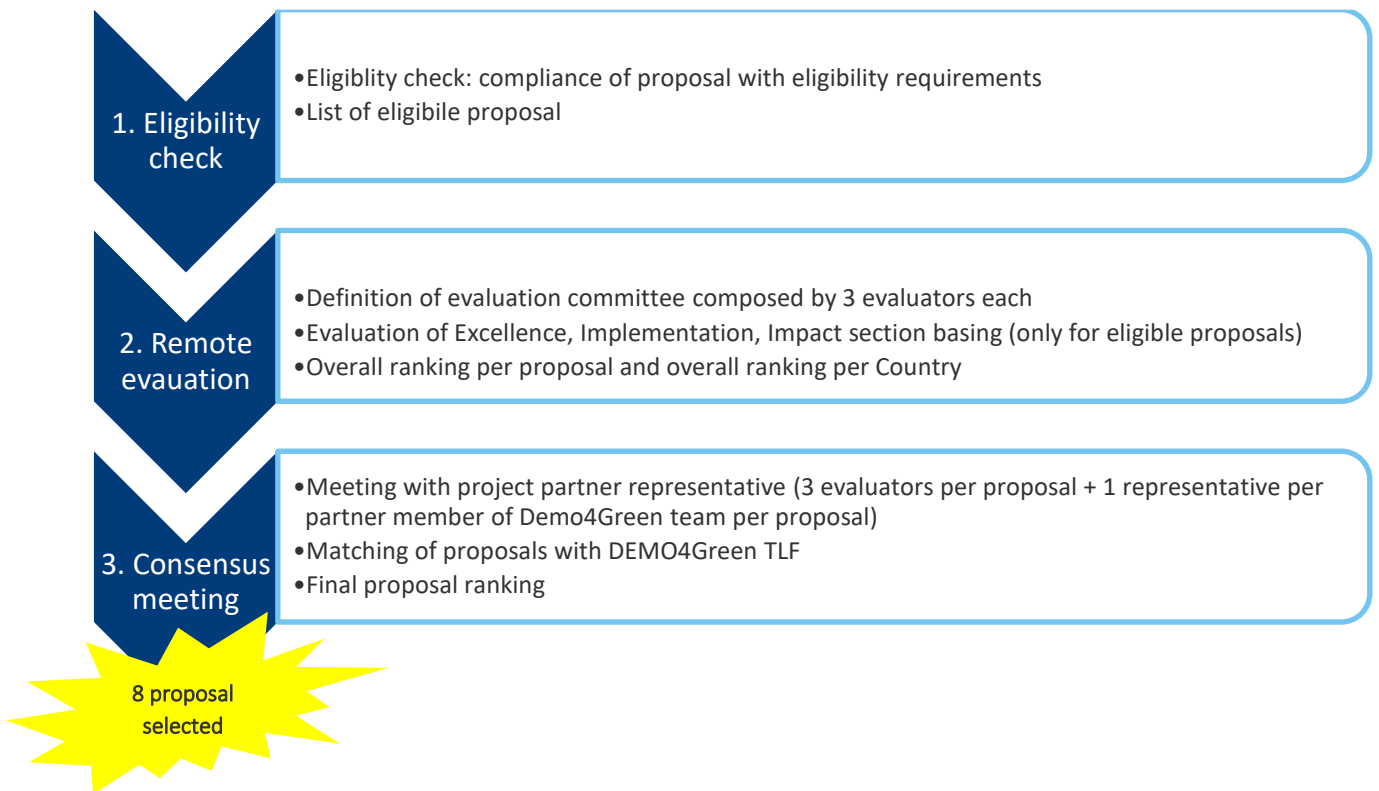 1. Eligibility
check
•Eligiblity check: compliance of proposal with eligibility requirements
•List of eligibile proposal
2. Remote
evauation
•Definition of evaluation committee composed by 3 evaluators each
•Evaluation of Excellence, Implementation, Impact section basing (only for eligible proposals)
•Overall ranking per proposal and overall ranking per Country
3. Consensus
meeting
•Meeting with project partner representative (3 evaluators per proposal + 1 representative per
partner member of Demo4Green team per proposal)
•Matching of proposals with DEMO4Green TLF
•Final proposal ranking
8 proposal
selected